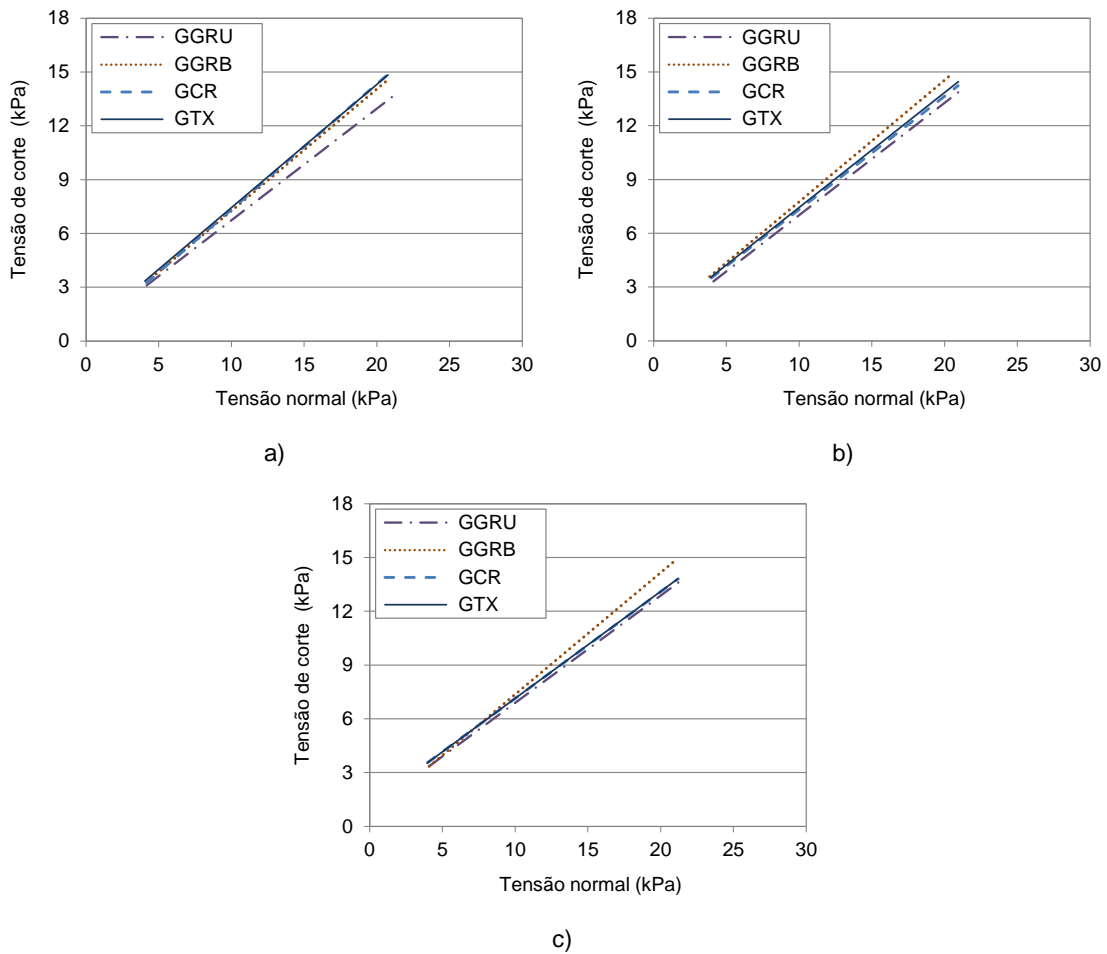 18
15
12
9
6
3
0
Tensão de corte (kPa)
GGRU
GGRB
GCR
GTX
0 5 10 15 20 25 30
Tensão normal (kPa)
a)
18
15
12
9
6
3
0
Tensão de corte (kPa)
GGRU
GGRB
GCR
GTX
0 5 10 15 20 25 30
Tensão normal (kPa)
b)
18
15
12
9
6
3
0
Tensão de corte (kPa)
GGRU
GGRB
GCR
GTX
0 5 10 15 20 25 30
Tensão normal (kPa)
c)